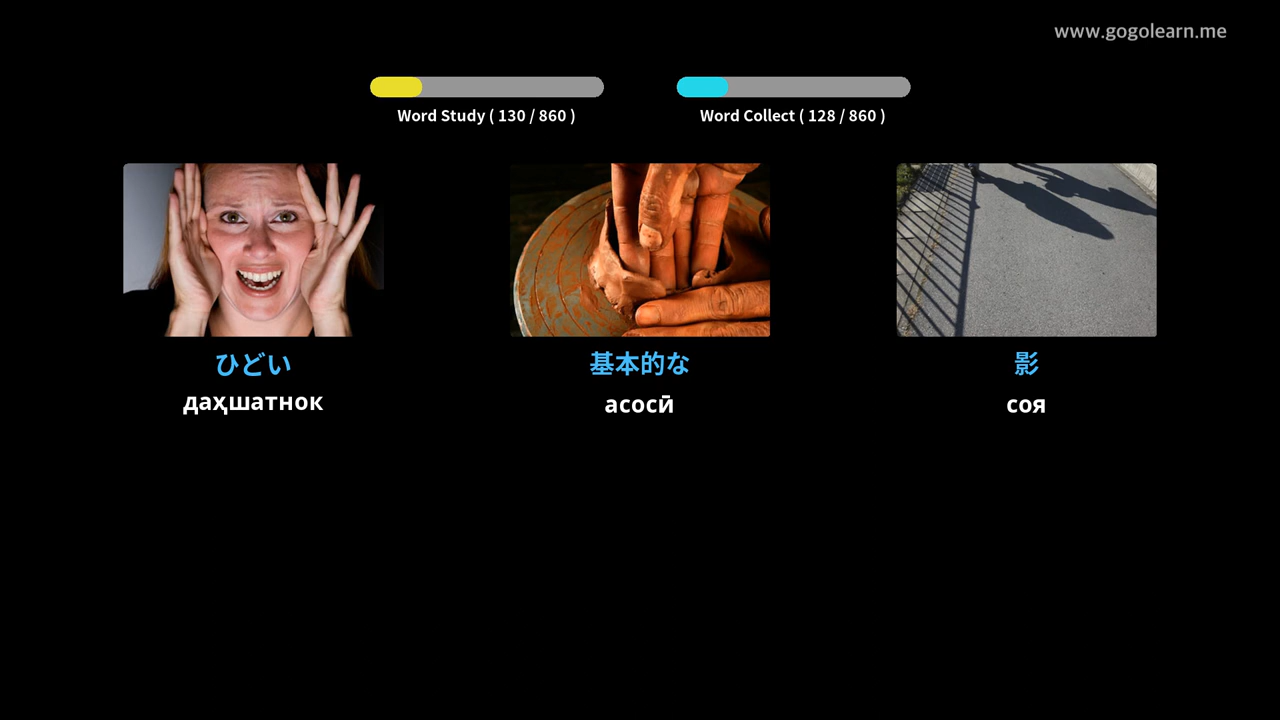 www.gogolearn.me
Word Study ( 130 / 860 )
Word Collect ( 128 / 860 )
ひどい
даҳшатнок
基本的な
асосӣ
影
соя